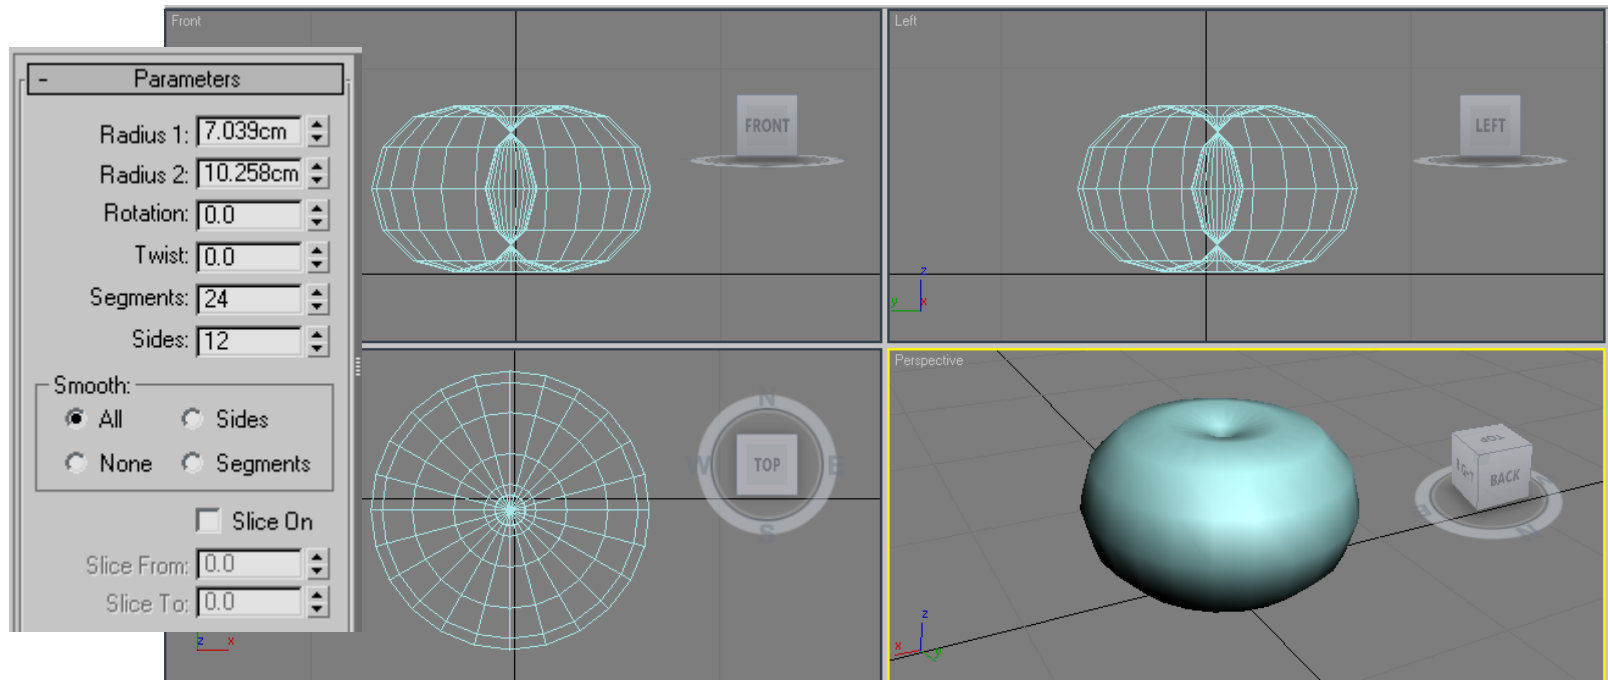 Front
FRONT
Left
LEFT
z
y x
- Parameters
Radius 1: 7.039cm
Radius 2: 10.258cm
Rotation: 0.0
Twist: 0.0
Segments: 24
Sides: 12
Smooth:
All Sides
None Segments
Slice On
Slice From: 0.0
Slice To: 0.0
N
W TOP E
S
z x
Perspective
TOP
BACK
N
z
x y